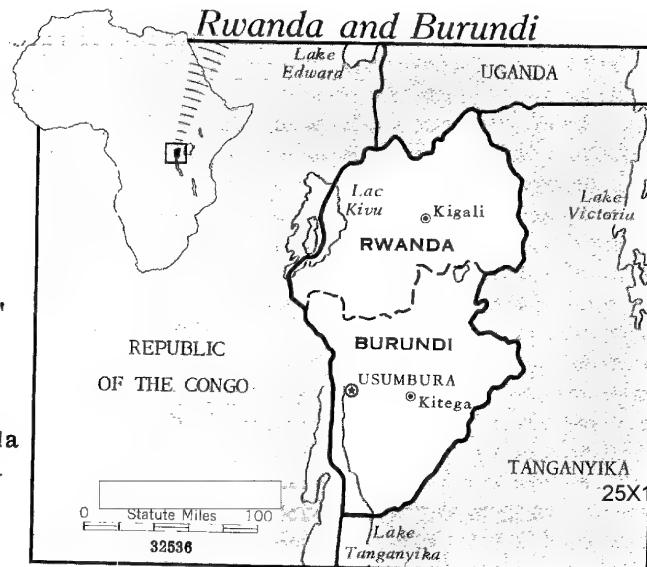 Rwanda and Burundi
Lake
Edward
UGANDA
Lac
Kivu
Kigali
Lake
Victoria
RWANDA
REPUBLIC
OF THE CONGO
BURUNDI
USUMBURA
Kitega
TANGANYIKA
25X1
0 Statute Miles 100
32536
Lake
Tanganyika